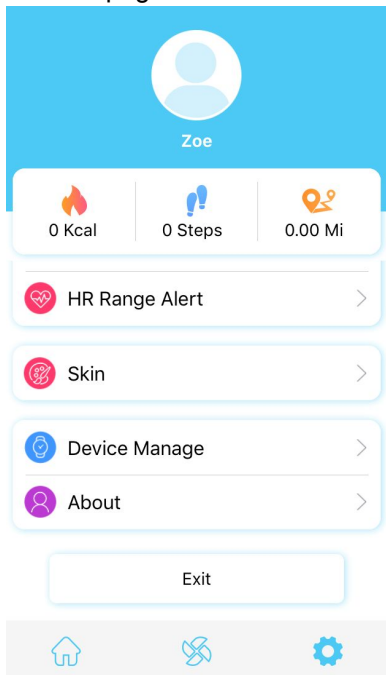 Zoe
0 Kcal 0 Steps 0.00 Mi
HR Range Alert
Skin
Device Manage
About
Exit